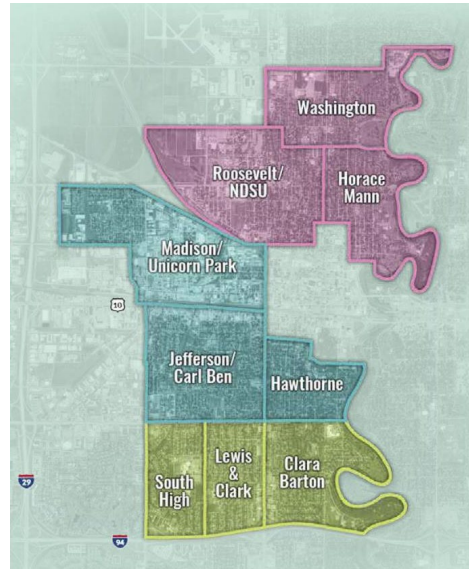 Washington
Roosevelt/
NDSU
Horace
Mann
Madison/
Unicorn Park
10
Jefferson/
Carl Ben
Hawthorne
South
High
Lewis
&
Clark
Clara
Barton
29
94